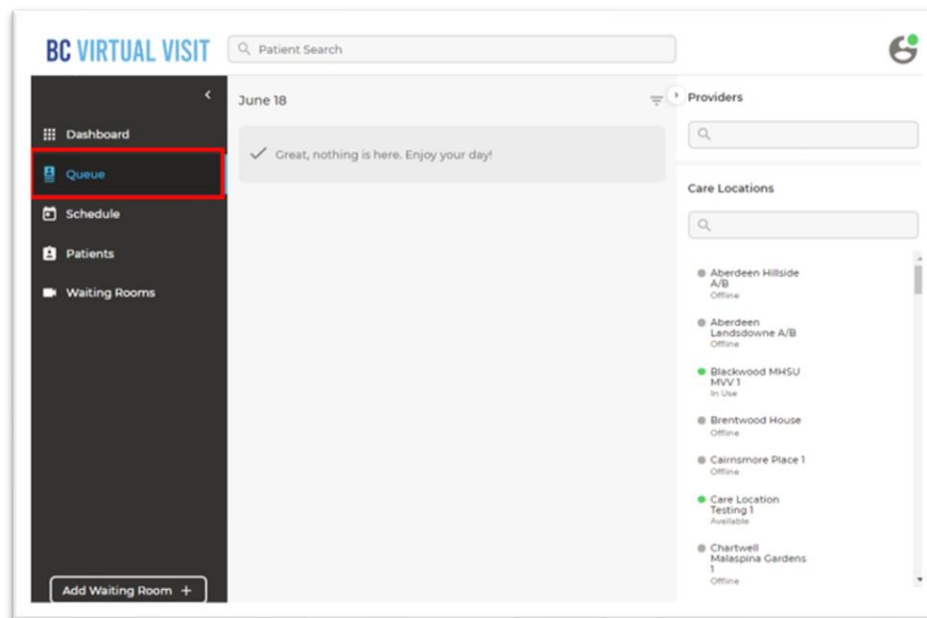 BC VIRTUAL VISIT
Patient Search
Dashboard
Queue
Schedule
Patients
Waiting Rooms
Add Waiting Room +
June 18
Great, nothing is here. Enjoy your day!
Providers
Care Locations
Aberdeen Hillside
A/B
Offline
Aberdeen
Landsdowne A/B
Offline
Blackwood MHSU
MVV 1
In Use
Brentwood House
Offline
Cairnsmore Place 1
Offline
Care Location
Testing 1
Available
Chartwell
Malaspina Gardens
1
Offline